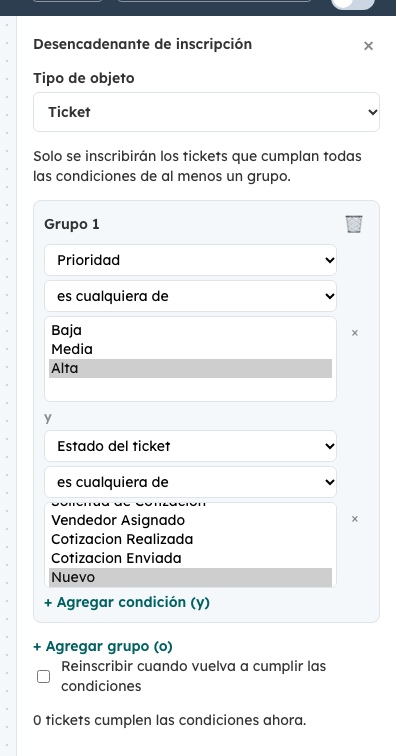 Desencadenante de inscripción
×
Tipo de objeto
Ticket
Solo se inscribirán los tickets que cumplan todas
las condiciones de al menos un grupo.
Grupo 1
Prioridad
es cualquiera de
Baja
×
Media
Alta
y
Estado del ticket
es cualquiera de
Solicitud de Cotizacion
Vendedor Asignado
×
Cotizacion Realizada
Cotizacion Enviada
Nuevo
+ Agregar condición (y)
+ Agregar grupo (o)
Reinscribir cuando vuelva a cumplir las
condiciones
0 tickets cumplen las condiciones ahora.